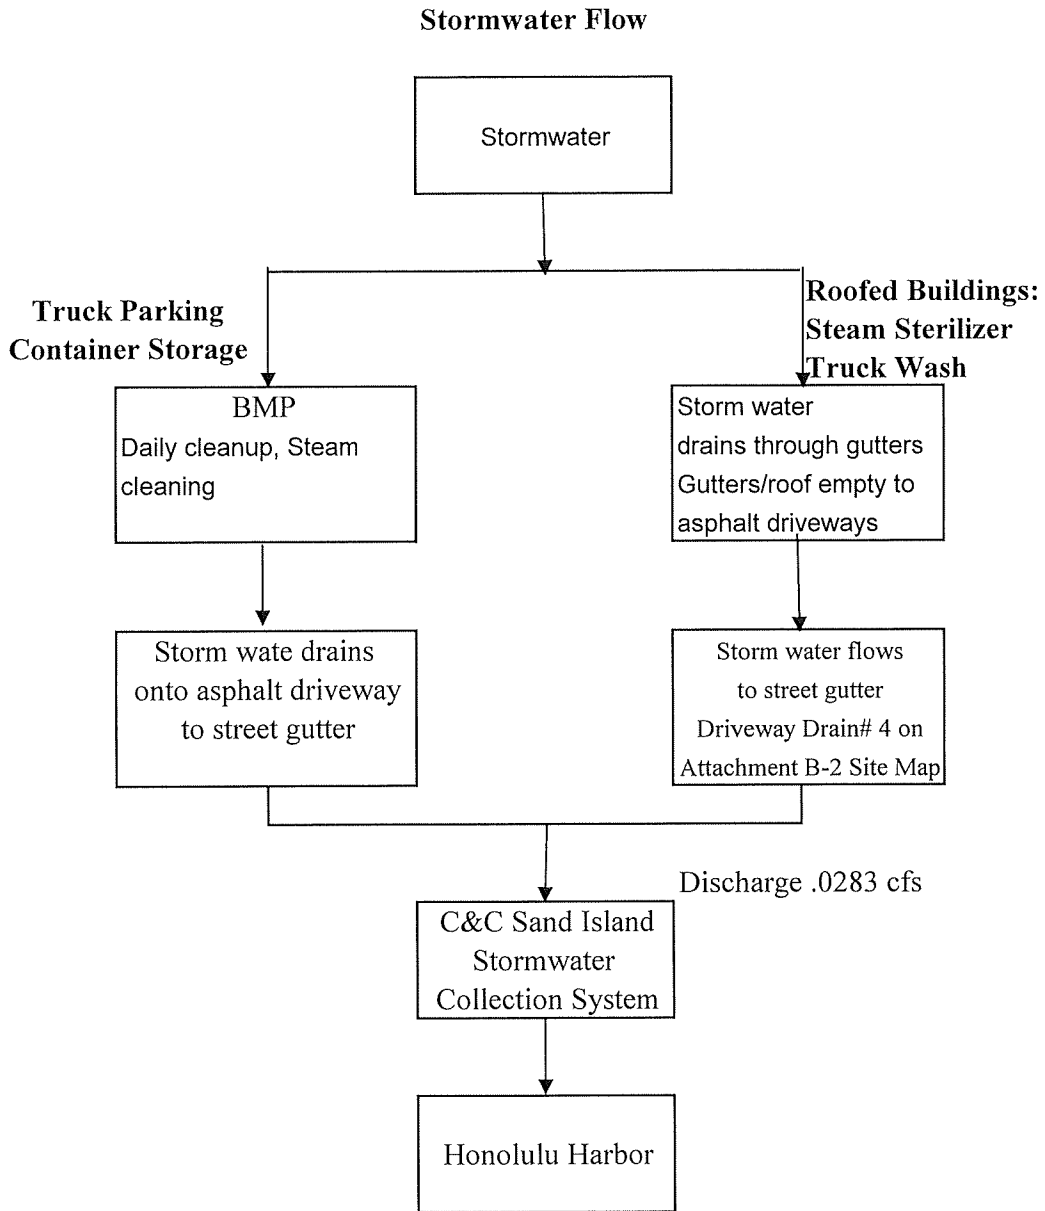 Stormwater Flow
Stormwater
Truck Parking
Container Storage
Roofed Buildings:
Steam Sterilizer
Truck Wash
BMP
Daily cleanup, Steam
cleaning
Storm water
drains through gutters
Gutters/roof empty to
asphalt driveways
Storm wate drains
onto asphalt driveway
to street gutter
Storm water flows
to street gutter
Driveway Drain# 4 on
Attachment B-2 Site Map
Discharge .0283 cfs
C&C Sand Island
Stormwater
Collection System
Honolulu Harbor